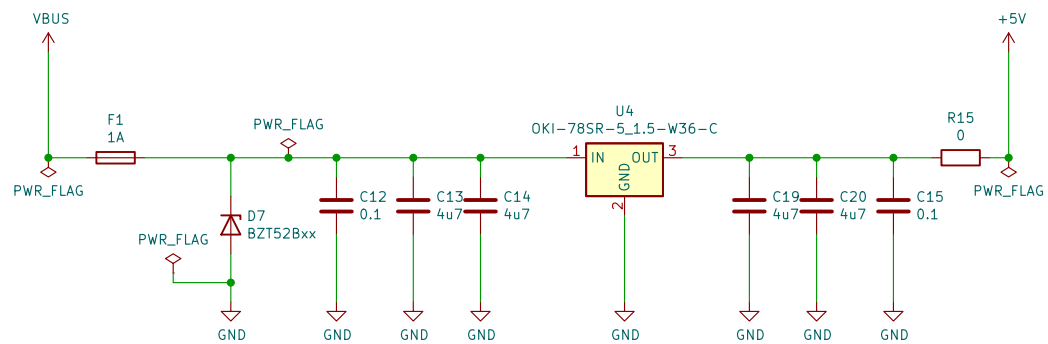 VBUS
+5V
F1
1A
PWR_FLAG
U4
OKI-78SR-5_1.5-W36-C
R15
0
1
IN
OUT
3
GND
2
PWR_FLAG
PWR_FLAG
C12
0.1
C13
4u7
C14
4u7
C19
4u7
C20
4u7
C15
0.1
D7
BZT52Bxx
PWR_FLAG
GND
GND
GND
GND
GND
GND
GND
GND